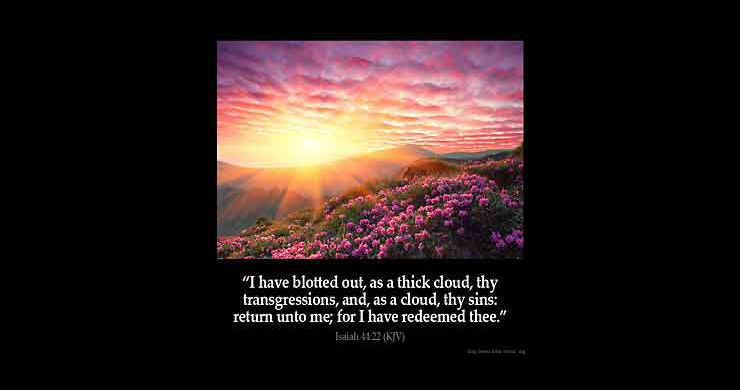 “I have blotted out, as a thick cloud, thy
transgressions, and, as a cloud, thy sins:
return unto me; for I have redeemed thee.”
Isaiah 44:22 (KJV)